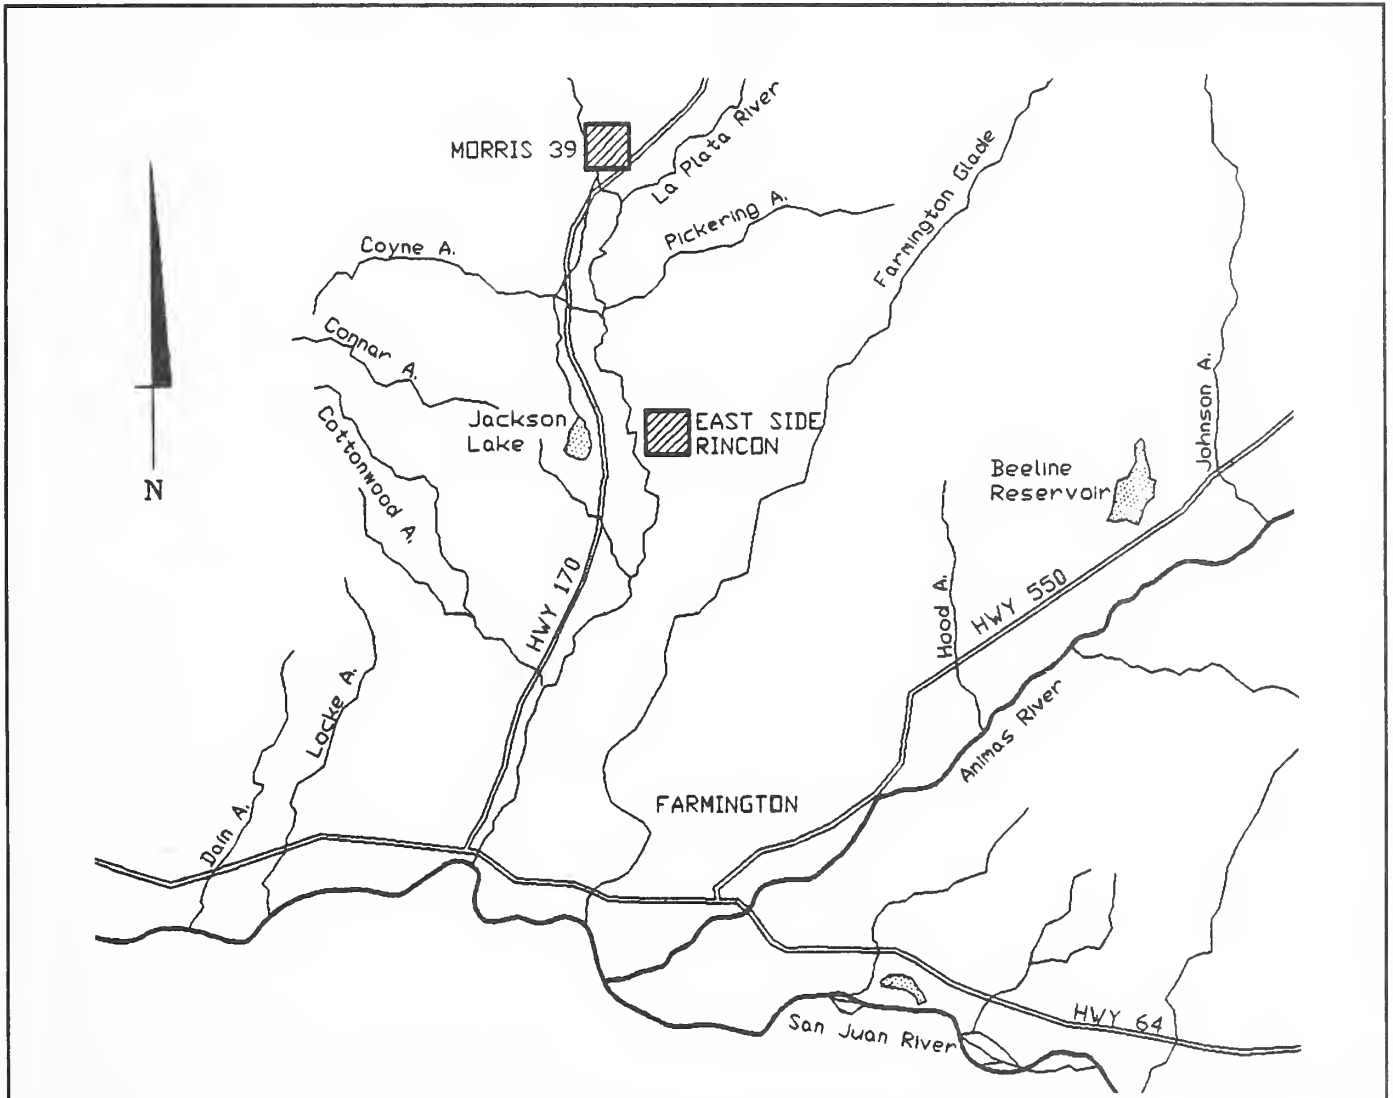 MORRIS 39
La Plata River
Pickering A.
Farmington Glade
Coyne A.
Connar A.
Cottonwood A.
Jackson
Lake
EAST SIDE
RINCON
Johnson A.
Beeline
Reservoir
N
HWY 170
Hood A.
HWY 550
Locke A.
Dain A.
Animas River
FARMINGTON
San Juan River
HWY 64